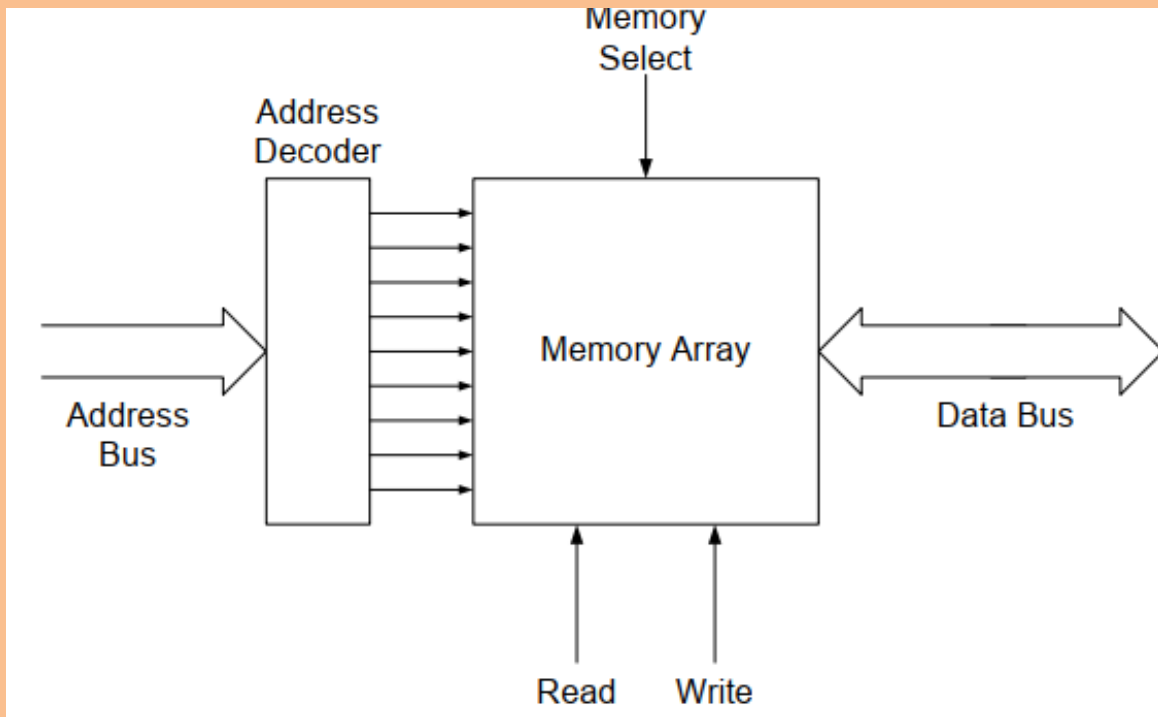 Memory
Select
Address
Decoder
Memory Array
Address
Bus
Data Bus
Read
Write